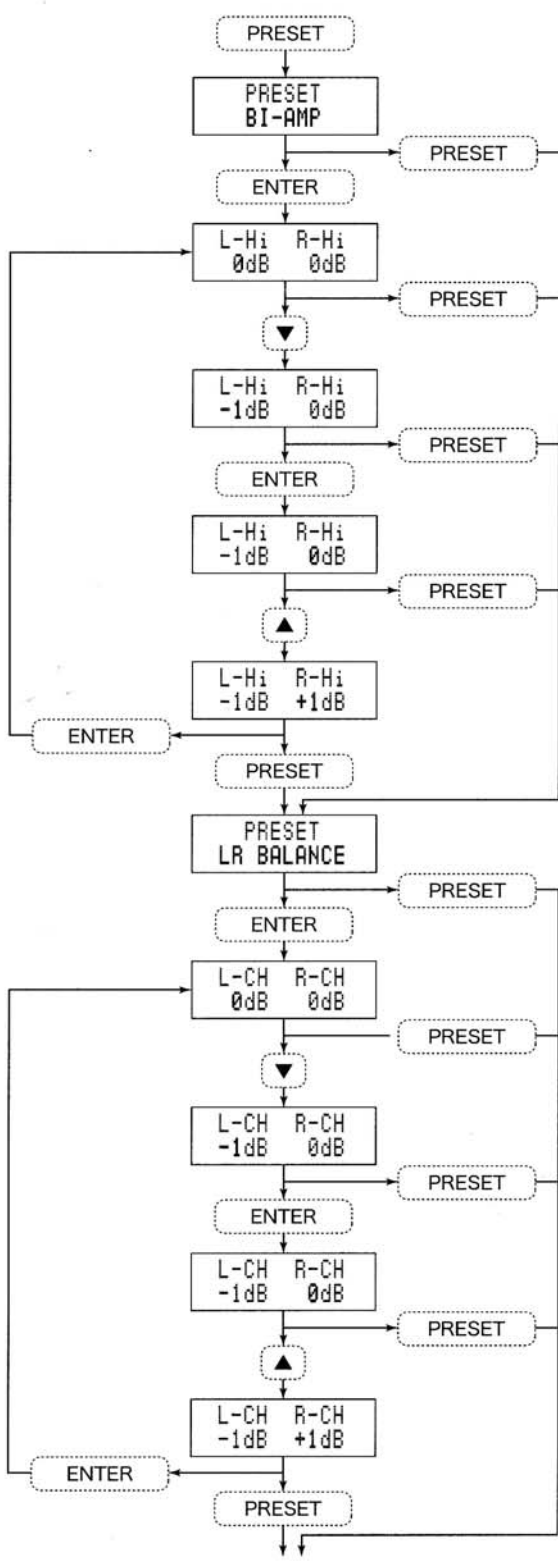 PRESET
PRESET
BI-AMP
PRESET
ENTER
L-Hi R-Hi
0dB 0dB
PRESET
▼
L-Hi R-Hi
-1dB 0dB
PRESET
ENTER
L-Hi R-Hi
-1dB 0dB
PRESET
▲
L-Hi R-Hi
-1dB +1dB
ENTER
PRESET
PRESET
LR BALANCE
PRESET
ENTER
L-CH R-CH
0dB 0dB
PRESET
▼
L-CH R-CH
-1dB 0dB
PRESET
ENTER
L-CH R-CH
-1dB 0dB
PRESET
▲
L-CH R-CH
-1dB +1dB
ENTER
PRESET